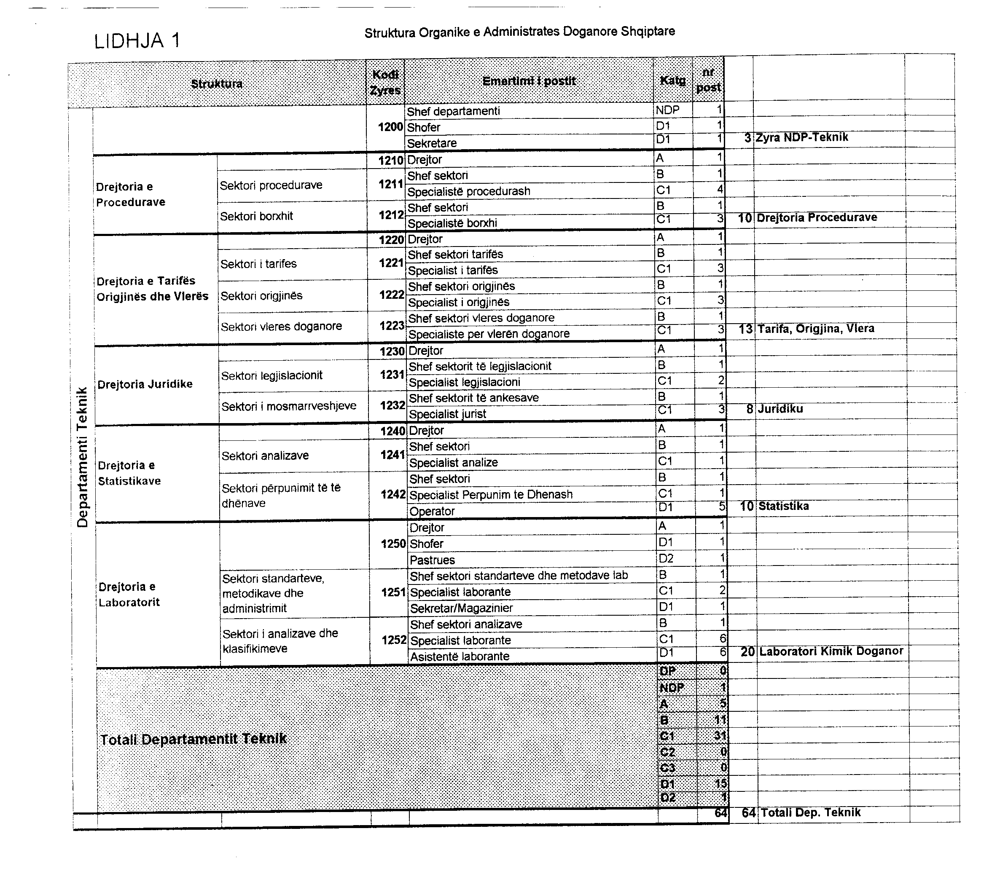 LIDHJA 1
Struktura Organike e Administrates Doganore Shqiptare
Struktura Kodi Zyres Emertimi i postit Katg nr post
Departamenti Teknik
1200 Shef departamenti NDP 1
Shofer D1 1
Sekretare D1 1 3 Zyra NDP-Teknik
Drejtoria e Procedurave
1210 Drejtor A 1
Sektori procedurave 1211 Shef sektori B 1
Specialistë procedurash C1 4
Sektori borxhit 1212 Shef sektori B 1
Specialistë borxhi C1 3 10 Drejtoria Procedurave
Drejtoria e Tarifës
Origjinës dhe Vlerës
1220 Drejtor A 1
Sektori i tarifes 1221 Shef sektori tarifës B 1
Specialist i tarifës C1 3
Sektori origjinës 1222 Shef sektori origjinës B 1
Specialist i origjinës C1 3
Sektori vleres doganore 1223 Shef sektori vleres doganore B 1
Specialiste per vlerën doganore C1 3 13 Tarifa, Origjina, Vlera
Drejtoria Juridike
1230 Drejtor A 1
Sektori legjislacionit 1231 Shef sektorit të legjislacionit B 1
Specialist legjislacioni C1 2
Sektori i mosmarrveshjeve 1232 Shef sektorit të ankesave B 1
Specialist jurist C1 3 8 Juridiku
Drejtoria e
Statistikave
1240 Drejtor A 1
Sektori analizave 1241 Shef sektori B 1
Specialist analize C1 1
Sektori përpunimit të të
dhënave
1242 Shef sektori B 1
Specialist Perpunim te Dhenash C1 1
Operator D1 5 10 Statistika
Drejtoria e
Laboratorit
1250 Drejtor A 1
Shofer D1 1
Pastrues D2 1
Sektori standarteve,
metodikave dhe
administrimit
1251 Shef sektori standarteve dhe metodave lab B 1
Specialist laborante C1 2
Sekretar/Magazinier D1 1
Sektori i analizave dhe
klasifikimeve
1252 Shef sektori analizave B 1
Specialist laborante C1 6
Asistentë laborante D1 6 20 Laboratori Kimik Doganor
Totali Departamentit Teknik
DP 0
NDP 1
A 5
B 11
C1 31
C2 0
C3 0
D1 15
D2 1
64 64 Totali Dep. Teknik